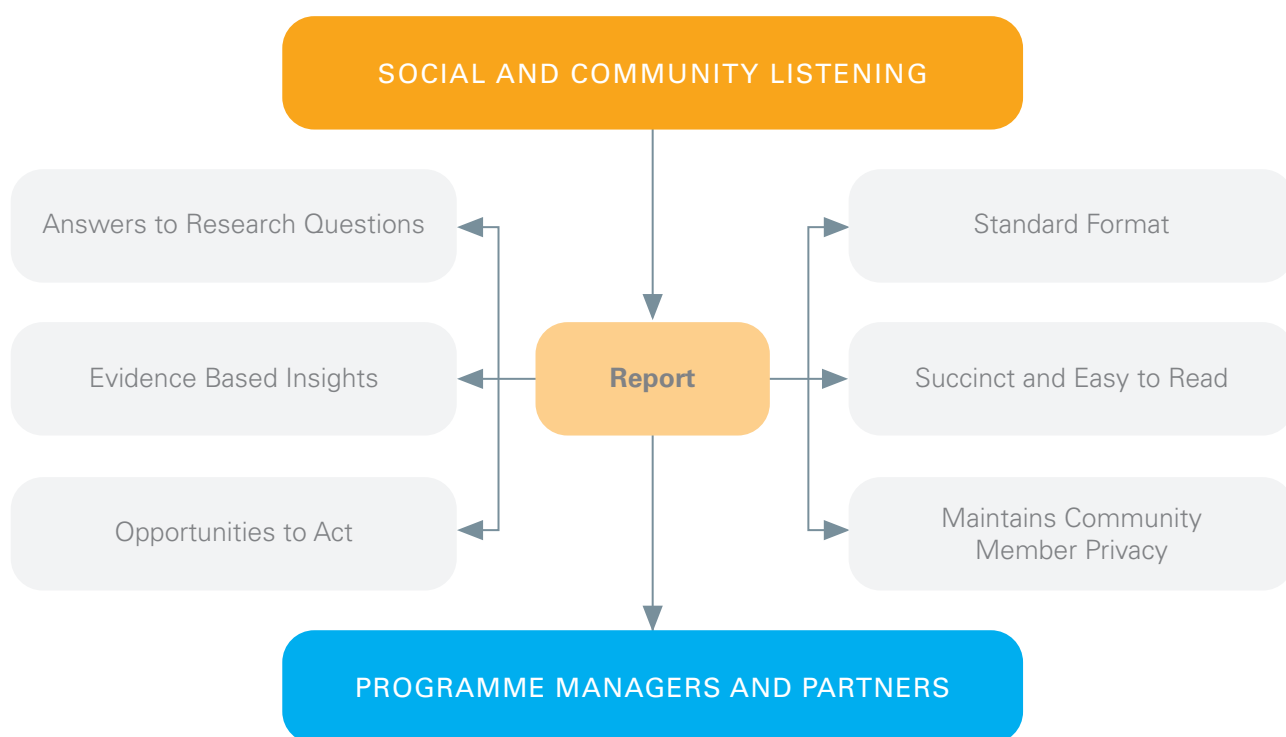 SOCIAL AND COMMUNITY LISTENING
Answers to Research Questions
Standard Format
Evidence Based Insights
Report
Succinct and Easy to Read
Opportunities to Act
Maintains Community
Member Privacy
PROGRAMME MANAGERS AND PARTNERS